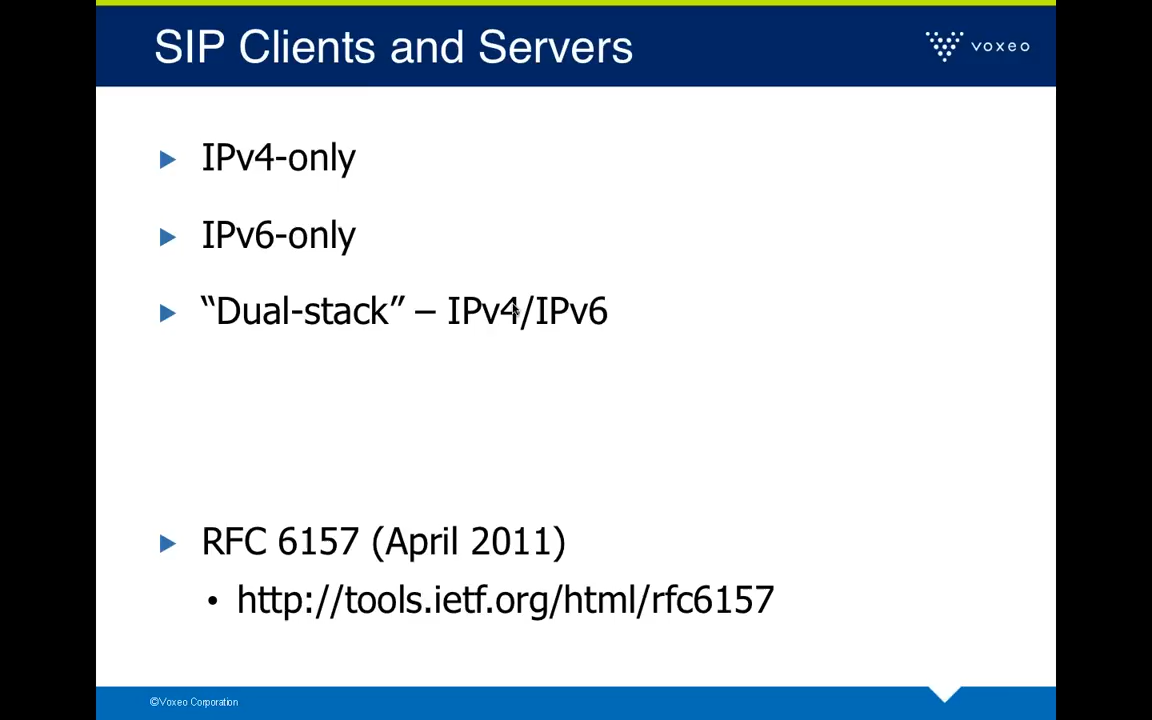 SIP Clients and Servers
voxeo
IPv4-only
IPv6-only
“Dual-stack” – IPv4/IPv6
RFC 6157 (April 2011)
http://tools.ietf.org/html/rfc6157
©Voxeo Corporation